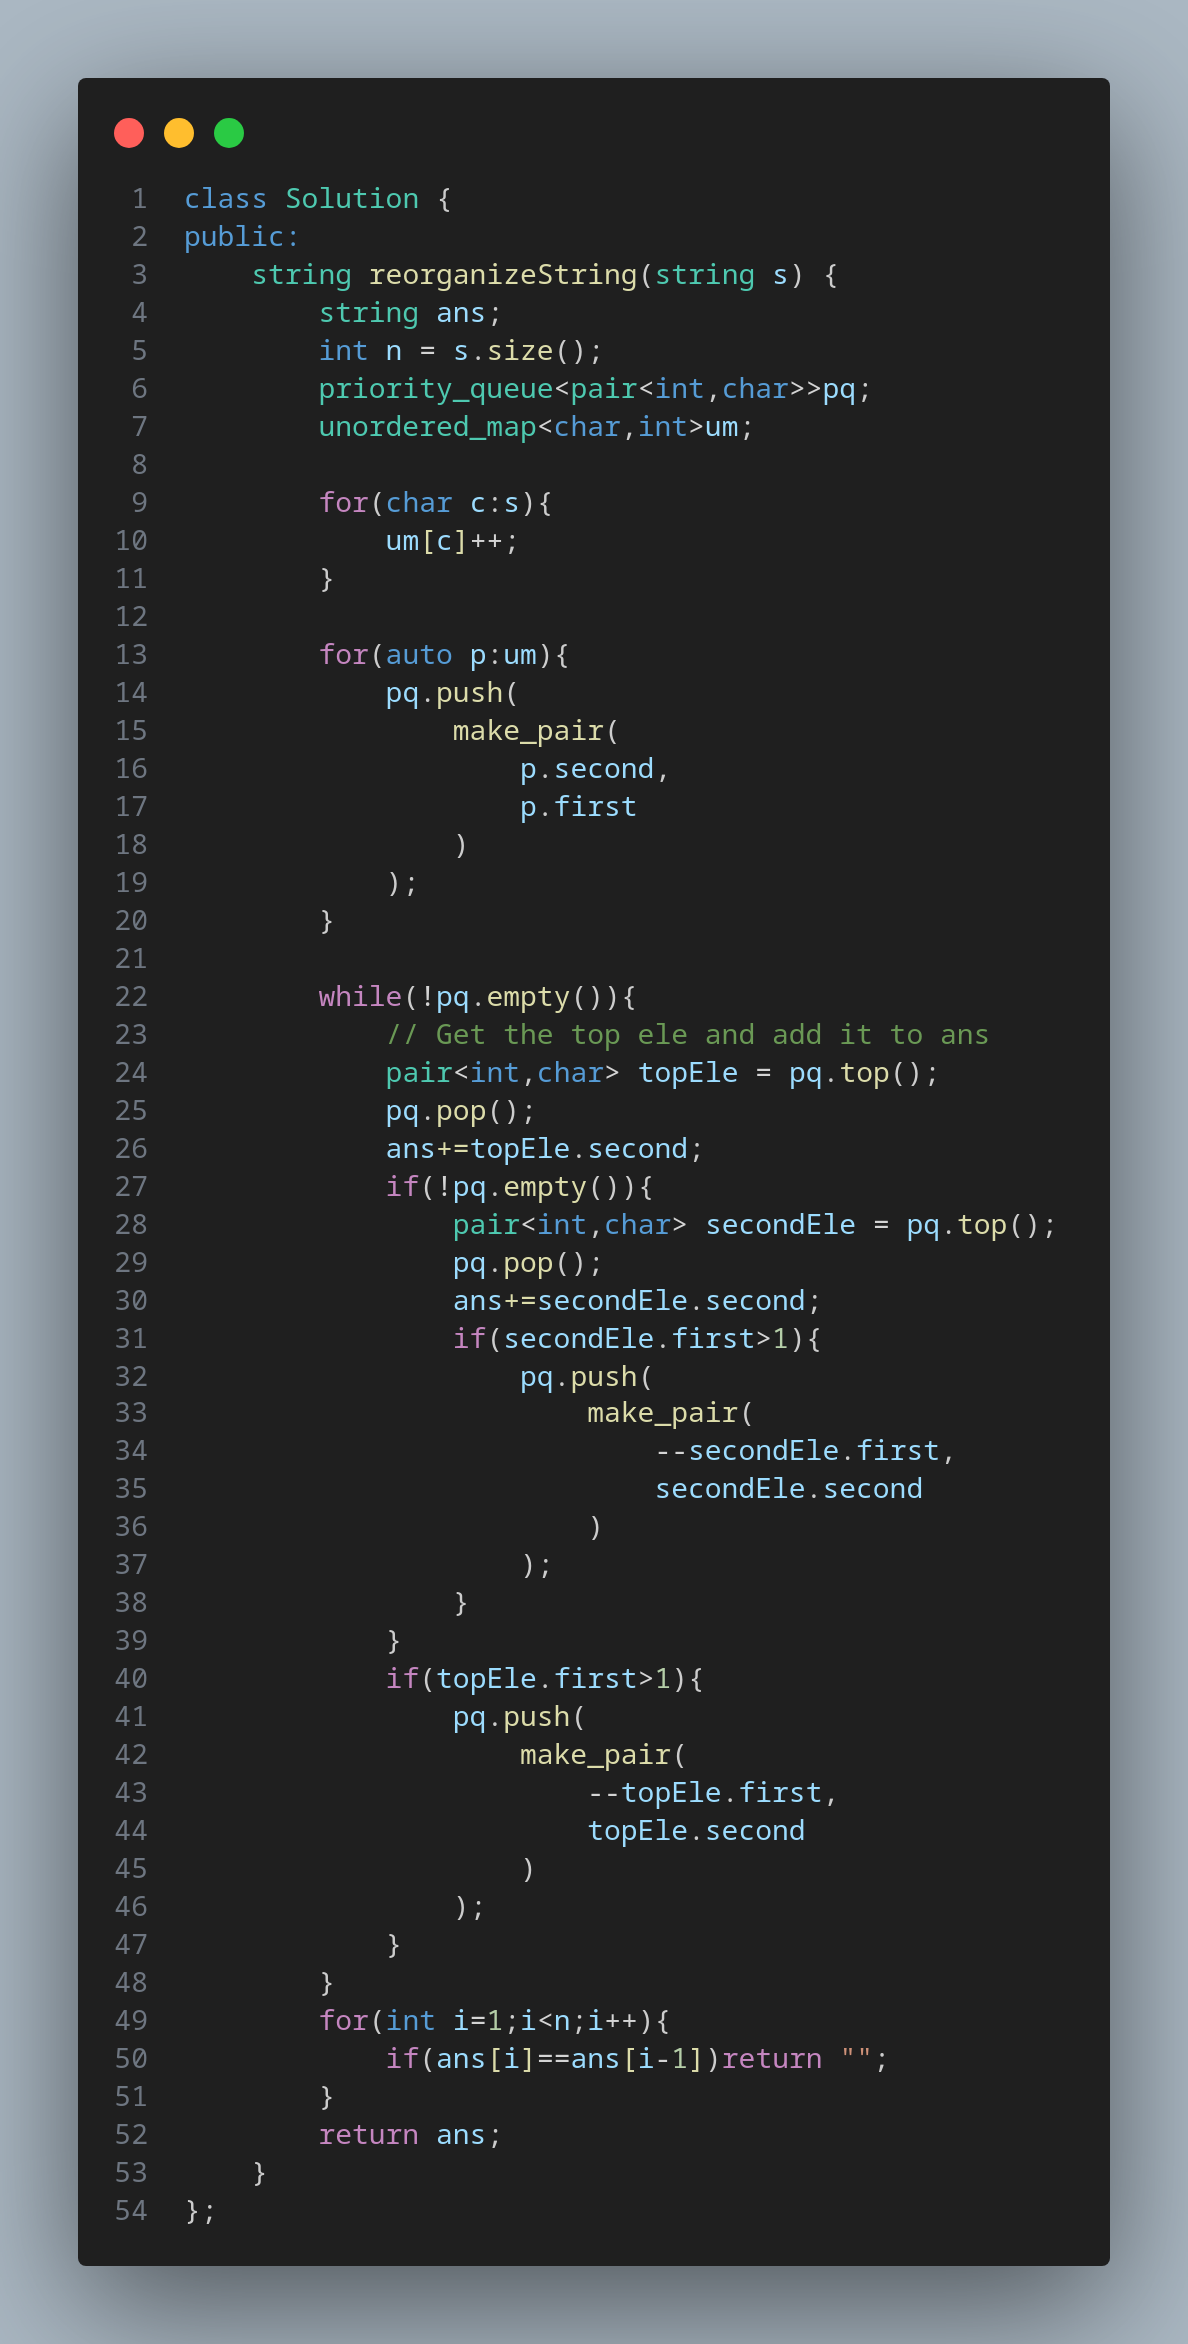 1 class Solution {
2 public:
3     string reorganizeString(string s) {
4         string ans;
5         int n = s.size();
6         priority_queue<pair<int,char>>pq;
7         unordered_map<char,int>um;
8
9         for(char c:s){
10             um[c]++;
11         }
12
13         for(auto p:um){
14             pq.push(
15                 make_pair(
16                     p.second,
17                     p.first
18                 )
19             );
20         }
21
22         while(!pq.empty()){
23             // Get the top ele and add it to ans
24             pair<int,char> topEle = pq.top();
25             pq.pop();
26             ans+=topEle.second;
27             if(!pq.empty()){
28                 pair<int,char> secondEle = pq.top();
29                 pq.pop();
30                 ans+=secondEle.second;
31                 if(secondEle.first>1){
32                     pq.push(
33                         make_pair(
34                             --secondEle.first,
35                             secondEle.second
36                         )
37                     );
38                 }
39             }
40             if(topEle.first>1){
41                 pq.push(
42                     make_pair(
43                         --topEle.first,
44                         topEle.second
45                     )
46                 );
47             }
48         }
49         for(int i=1;i<n;i++){
50             if(ans[i]==ans[i-1])return "";
51         }
52         return ans;
53     }
54 };